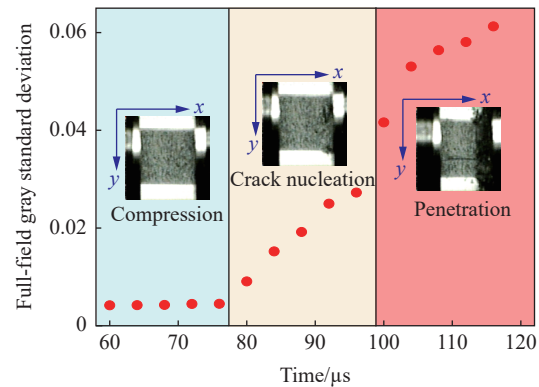 Full-field gray standard deviation
0.06
0.04
0.02
0
x
y
Compression
x
y
Crack nucleation
x
y
Penetration
60 70 80 90 100 110 120
Time/μs